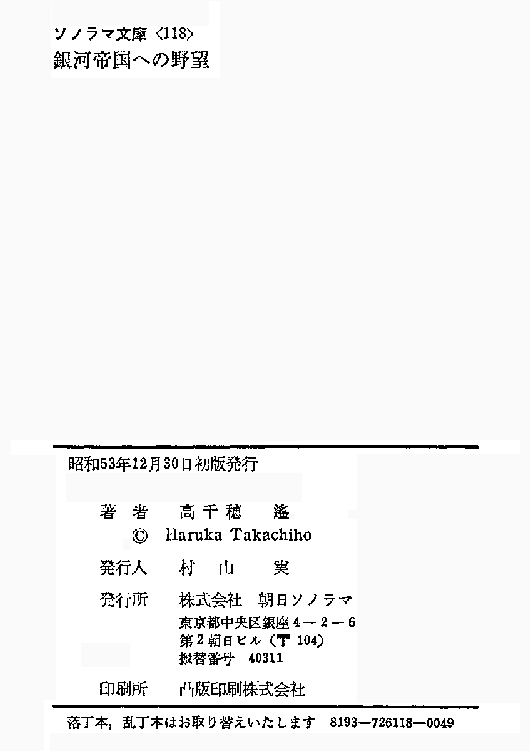 ソノラマ文庫〈118〉
銀河帝国への野望
昭和53年12月30日初版発行
著者 高千穂 遙
© Haruka Takachiho
発行人 村山 実
発行所 株式会社 朝日ソノラマ
東京都中央区銀座4−2−6
第2朝日ビル（〒104）
振替番号 40311
印刷所 凸版印刷株式会社
落丁本，乱丁本はお取り替えいたします 8193—726118—0049